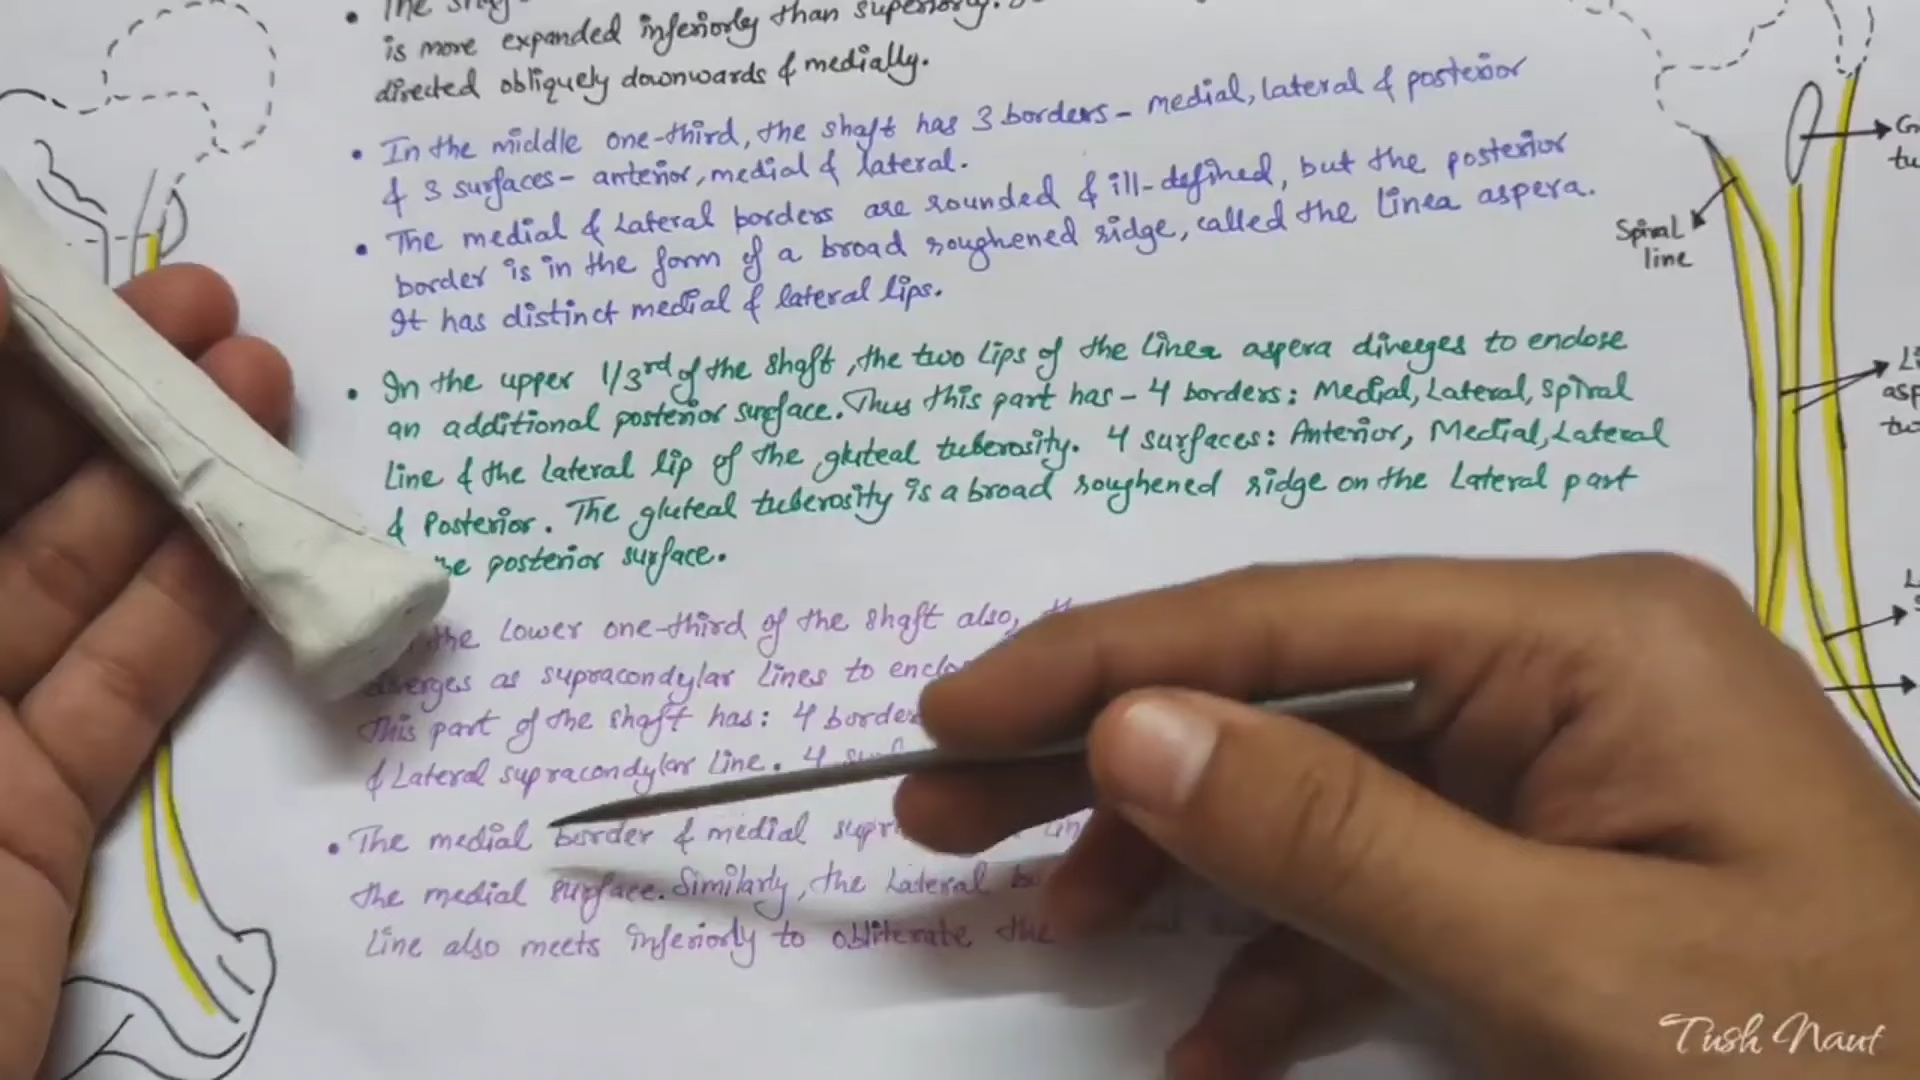 is more expanded inferiorly than superiorly.
directed obliquely downwards & medially.
• In the middle one-third, the shaft has 3 borders - medial, lateral & posterior
& 3 surfaces - anterior, medial & lateral.
• The medial & Lateral borders are rounded & ill-defined, but the posterior
border is in the form of a broad roughened ridge, called the Linea aspera.
It has distinct medial & lateral lips.
• In the upper 1/3rd of the shaft, the two lips of the linea aspera diverges to enclose
an additional posterior surface. Thus this part has - 4 borders: Medial, Lateral, Spiral
Line & the Lateral lip of the gluteal tuberosity. 4 surfaces: Anterior, Medial, Lateral
& Posterior. The gluteal tuberosity is a broad roughened ridge on the Lateral part
posterior surface.
the Lower one-third of the shaft also,
as supracondylar Lines to
This part of the shaft has: 4
& Lateral supracondylar Line. 4
• The medial border & medial
the medial surface. Similarly, the Lateral
Line also meets inferiorly to obliterate the
Spiral
line
Tush Naut